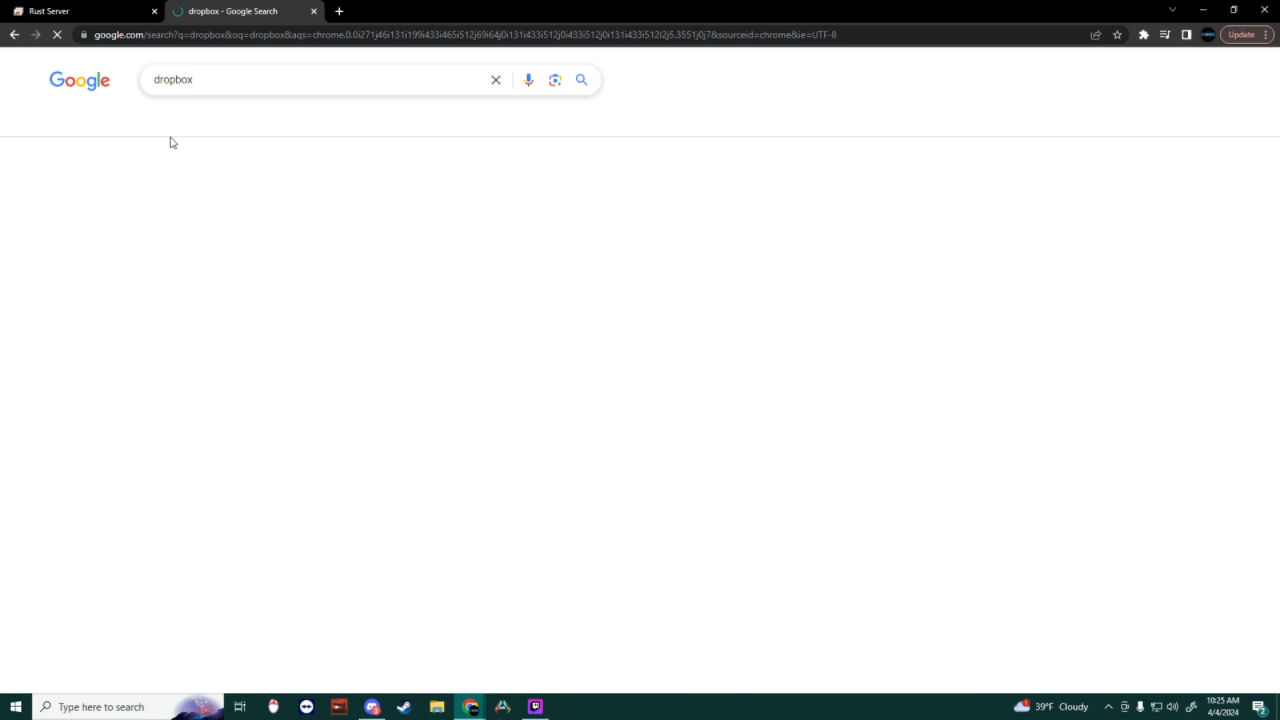 Rust Server
dropbox - Google Search
google.com/search?q=dropbox&oq=dropbox&aqs=chrome.0.0i271j46i131i199i433i465i512j69i64j0i131i433i512j0i433i512j0i131i433i512l2j5.3551j0j7&sourceid=chrome&ie=UTF-8
Update
Google
dropbox
Type here to search
39°F Cloudy
10:25 AM
4/4/2024
2